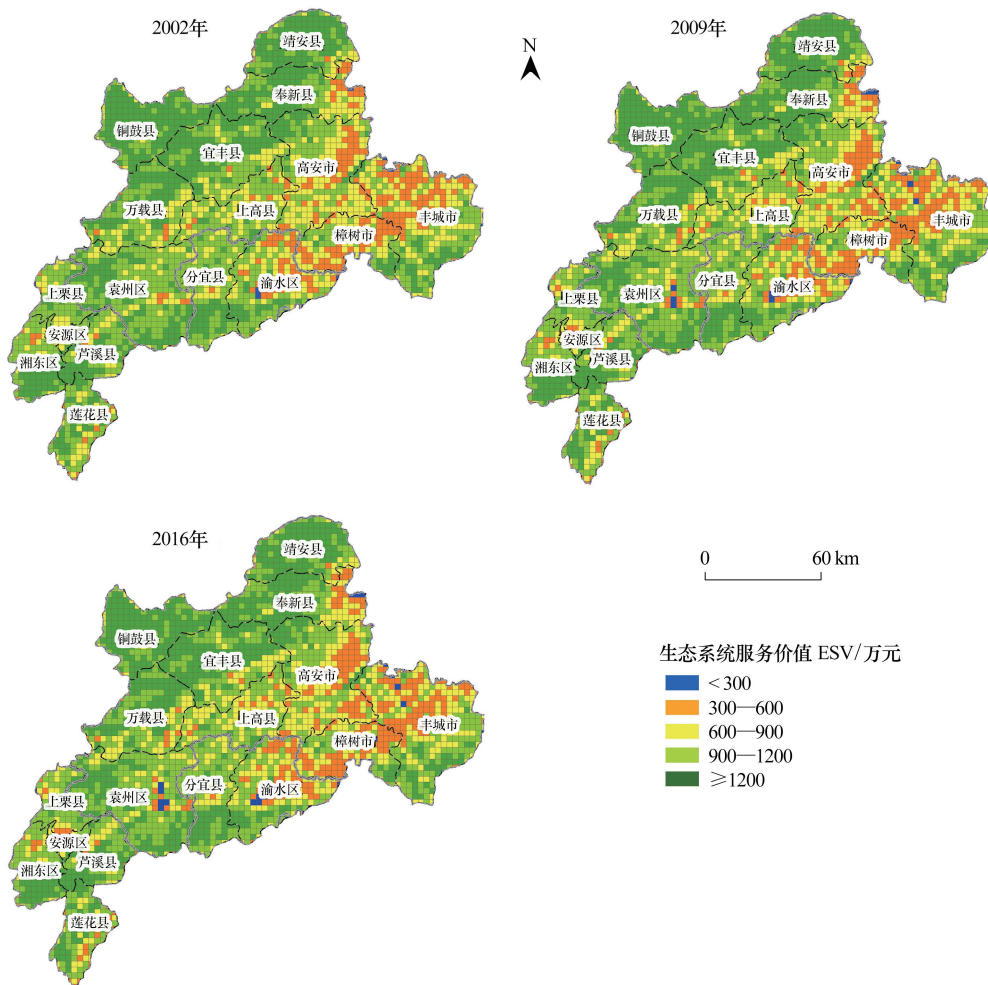 2002年
靖安县
奉新县
铜鼓县
宜丰县
高安市
万载县
上高县
丰城市
樟树市
分宜县
渝水区
袁州区
上栗县
安源区
芦溪县
湘东区
莲花县
N
2009年
靖安县
奉新县
铜鼓县
宜丰县
高安市
万载县
上高县
丰城市
樟树市
分宜县
渝水区
袁州区
上栗县
安源区
芦溪县
湘东区
莲花县
2016年
靖安县
奉新县
铜鼓县
宜丰县
高安市
万载县
上高县
丰城市
樟树市
分宜县
渝水区
袁州区
上栗县
安源区
芦溪县
湘东区
莲花县
0 60 km
生态系统服务价值 ESV/万元
<300
300—600
600—900
900—1200
≥1200